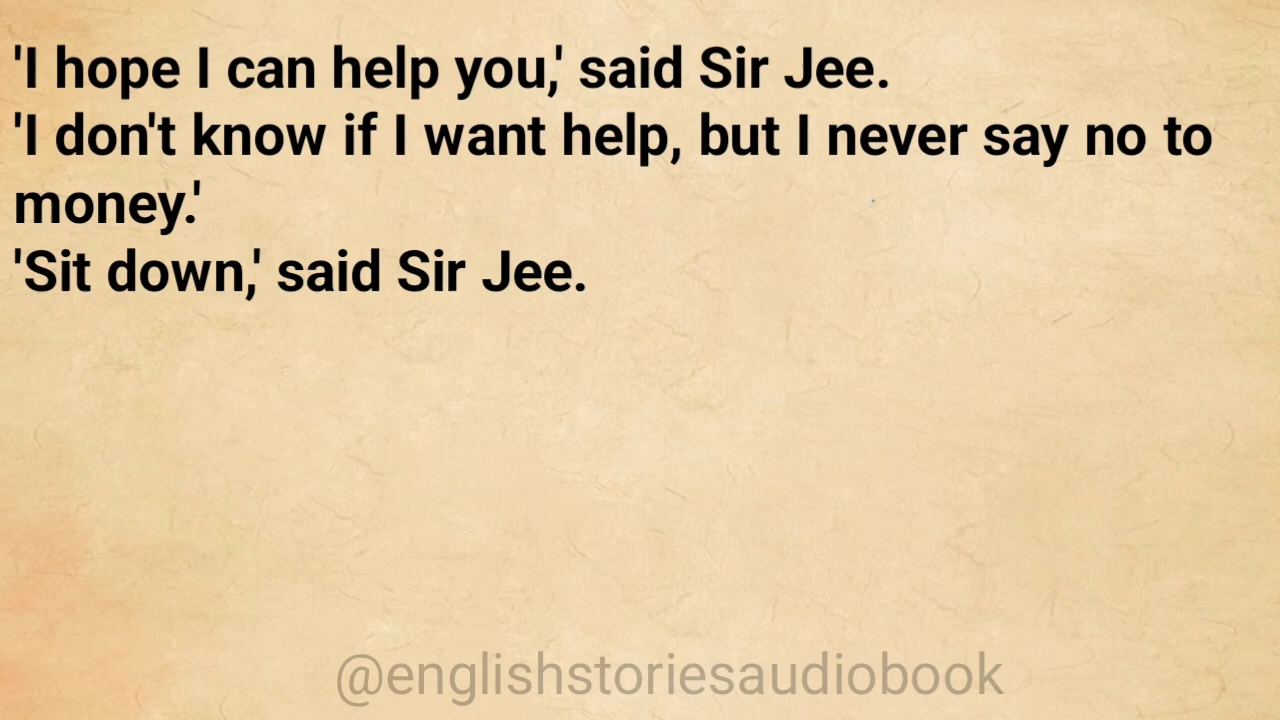 'I hope I can help you,' said Sir Jee.
'I don't know if I want help, but I never say no to
money.'
'Sit down,' said Sir Jee.
@englishstoriesaudiobook